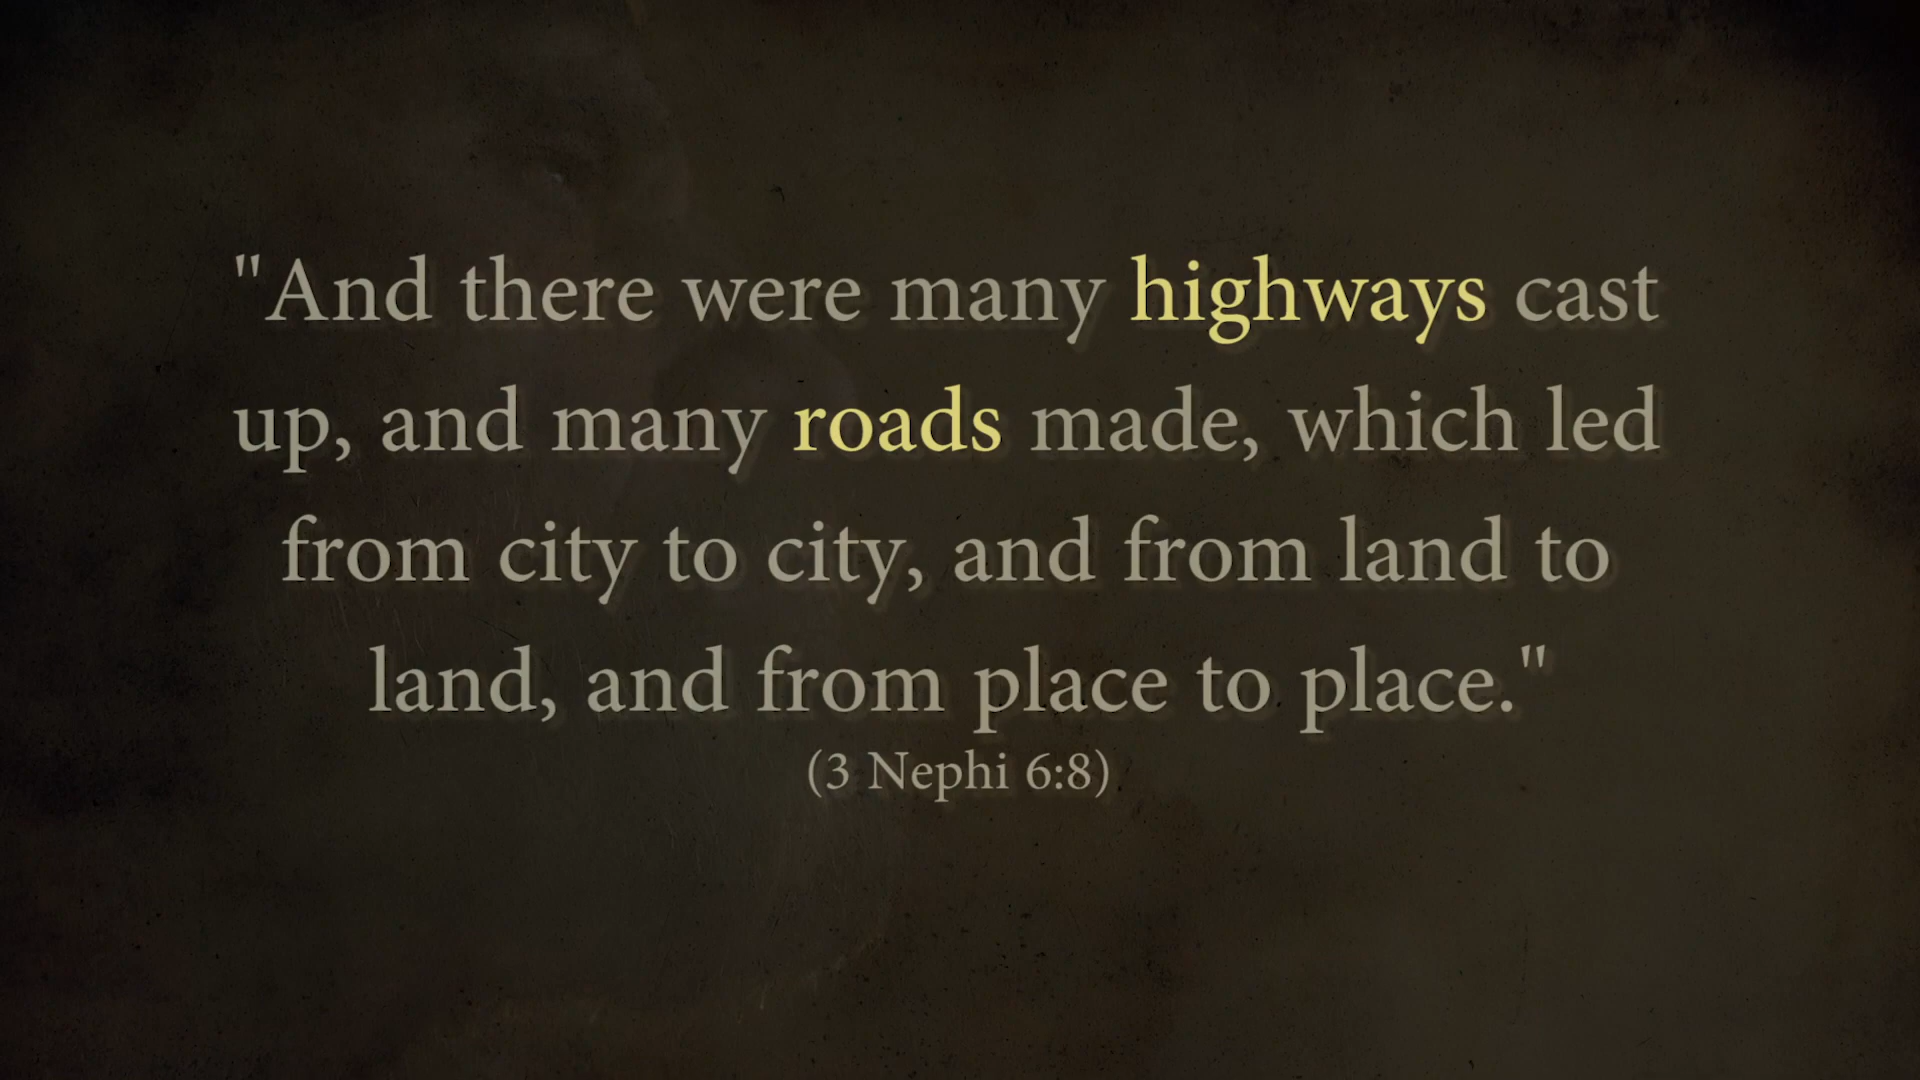 "And there were many highways cast
up, and many roads made, which led
from city to city, and from land to
land, and from place to place."
(3 Nephi 6:8)